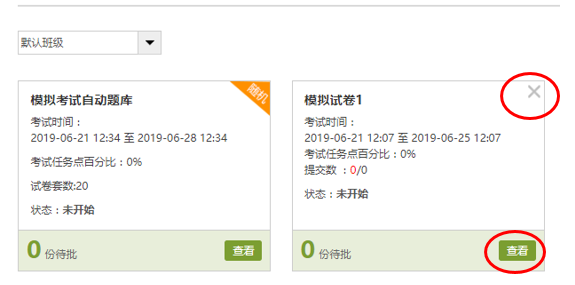 默认班级
随机
模拟考试自动题库
考试时间：
2019-06-21 12:34 至 2019-06-28 12:34
考试任务点百分比：0%
试卷套数:20
状态：未开始
0 份待批
查看
模拟试卷1
考试时间：
2019-06-21 12:07 至 2019-06-25 12:07
考试任务点百分比：0%
提交数 ：0/0
状态：未开始
0 份待批
查看